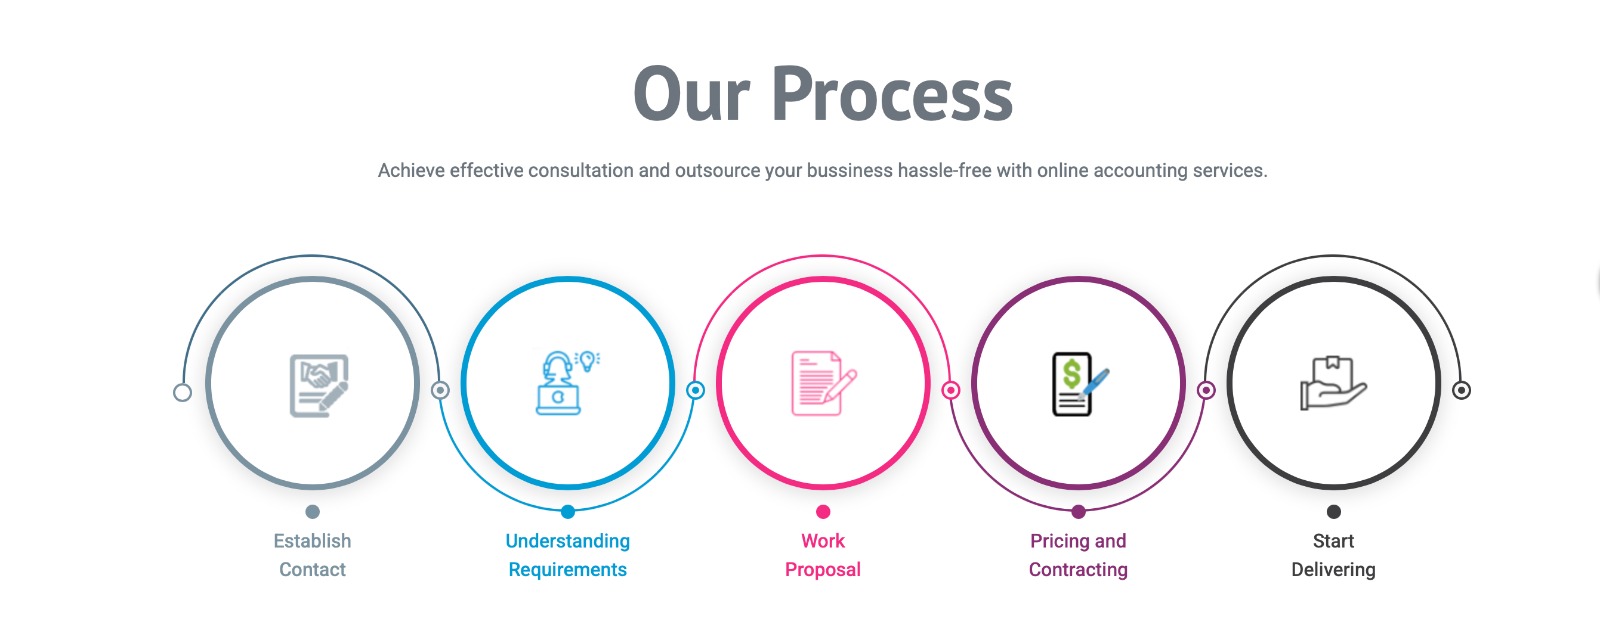 Our Process
Achieve effective consultation and outsource your bussiness hassle-free with online accounting services.
Establish
Contact
Understanding
Requirements
Work
Proposal
Pricing and
Contracting
Start
Delivering